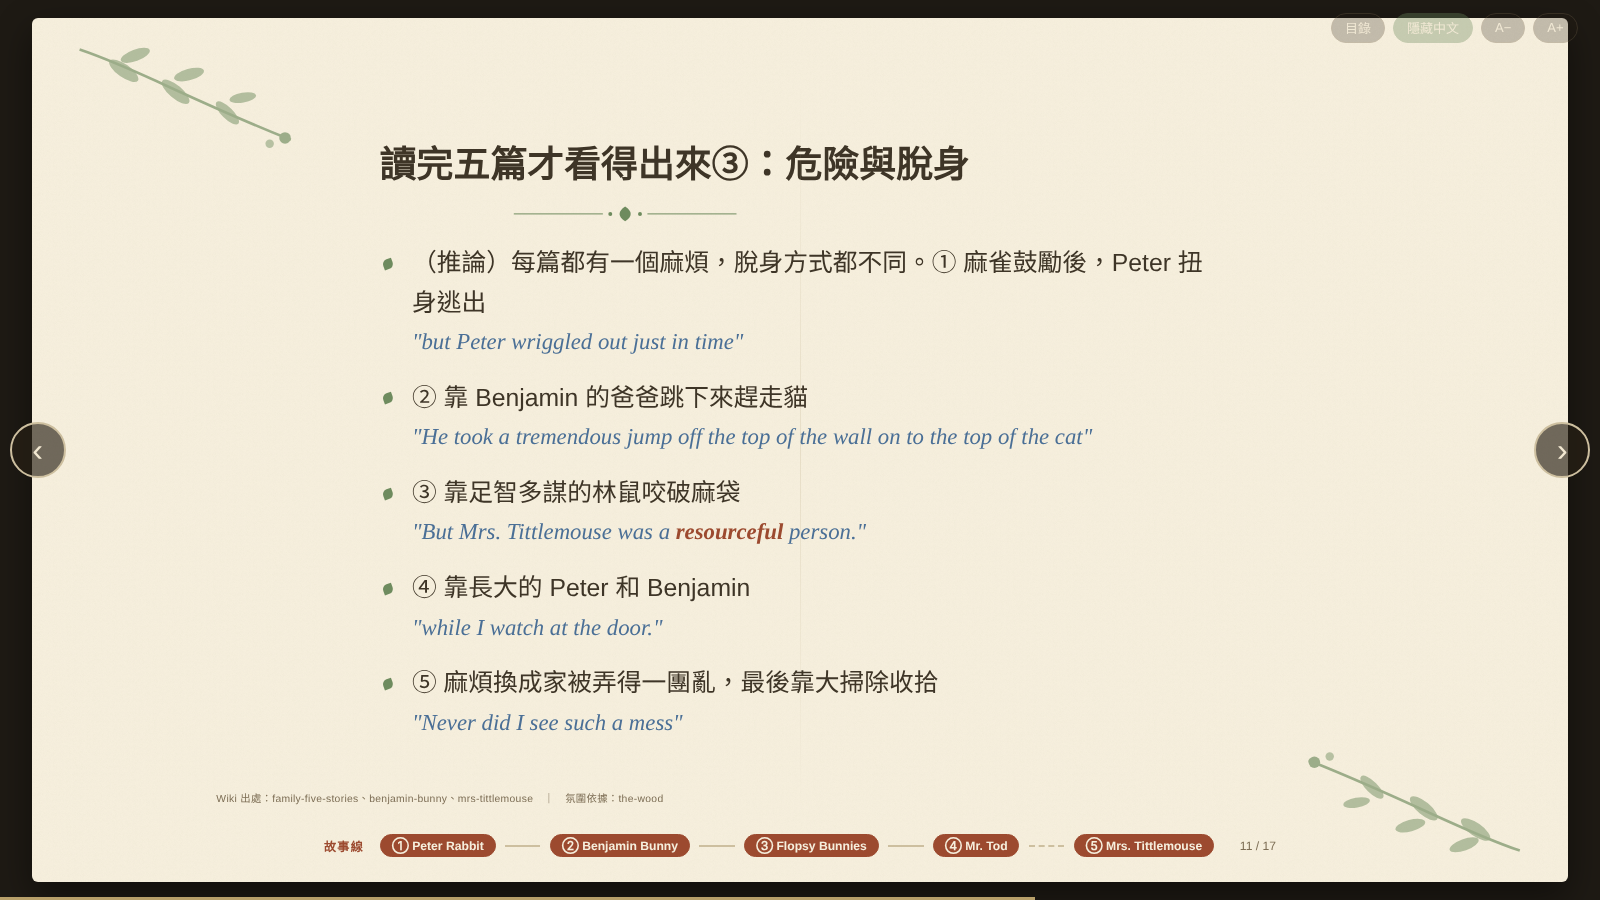 目錄 隱藏中文 A− A+
讀完五篇才看得出來③：危險與脫身
（推論）每篇都有一個麻煩，脫身方式都不同。① 麻雀鼓勵後，Peter 扭
身逃出
"but Peter wriggled out just in time"
② 靠 Benjamin 的爸爸跳下來趕走貓
"He took a tremendous jump off the top of the wall on to the top of the cat"
③ 靠足智多謀的林鼠咬破麻袋
"But Mrs. Tittlemouse was a resourceful person."
④ 靠長大的 Peter 和 Benjamin
"while I watch at the door."
⑤ 麻煩換成家被弄得一團亂，最後靠大掃除收拾
"Never did I see such a mess"
Wiki 出處：family-five-stories、benjamin-bunny、mrs-tittlemouse ｜ 氛圍依據：the-wood
故事線 ① Peter Rabbit ② Benjamin Bunny ③ Flopsy Bunnies ④ Mr. Tod ⑤ Mrs. Tittlemouse 11 / 17